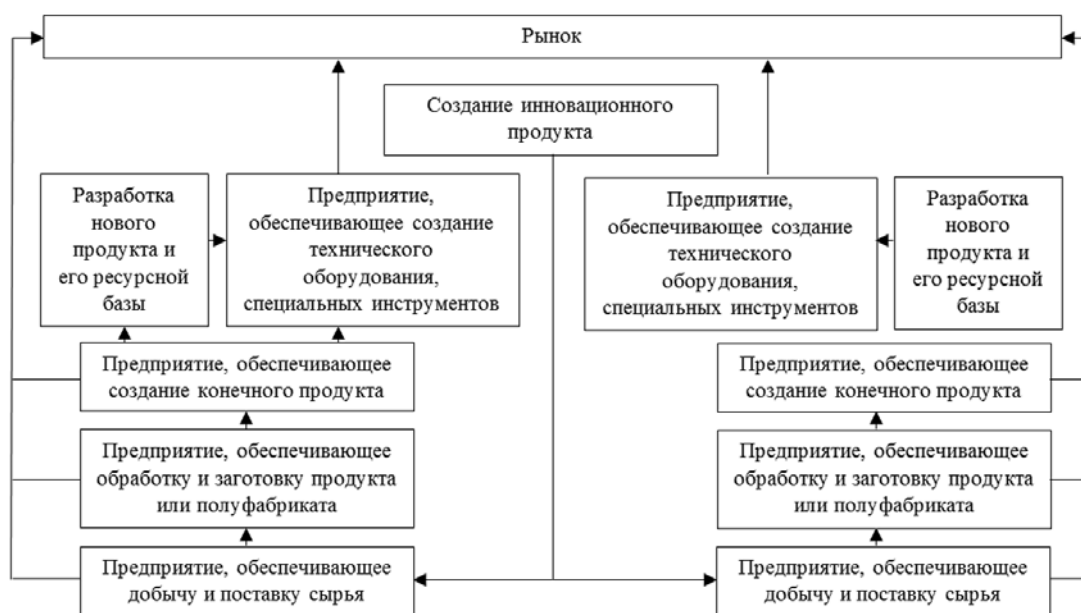 Рынок
Создание инновационного
продукта
Разработка
нового
продукта и
его ресурсной
базы
Предприятие,
обеспечивающее создание
технического
оборудования,
специальных инструментов
Предприятие,
обеспечивающее создание
технического
оборудования,
специальных инструментов
Разработка
нового
продукта и
его ресурсной
базы
Предприятие, обеспечивающее
создание конечного продукта
Предприятие, обеспечивающее
создание конечного продукта
Предприятие, обеспечивающее
обработку и заготовку продукта
или полуфабриката
Предприятие, обеспечивающее
обработку и заготовку продукта
или полуфабриката
Предприятие, обеспечивающее
добычу и поставку сырья
Предприятие, обеспечивающее
добычу и поставку сырья